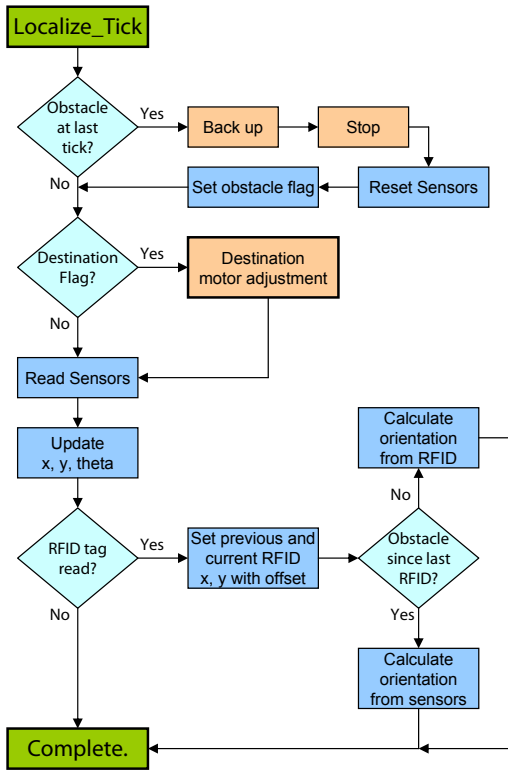 Localize_Tick
Obstacle
at last
tick?
Yes
Back up
Stop
No
Set obstacle flag
Reset Sensors
Destination
Flag?
Yes
Destination
motor adjustment
No
Read Sensors
Update
x, y, theta
Calculate
orientation
from RFID
No
RFID tag
read?
Yes
Set previous and
current RFID
x, y with offset
Obstacle
since last
RFID?
No
Yes
Calculate
orientation
from sensors
Complete.